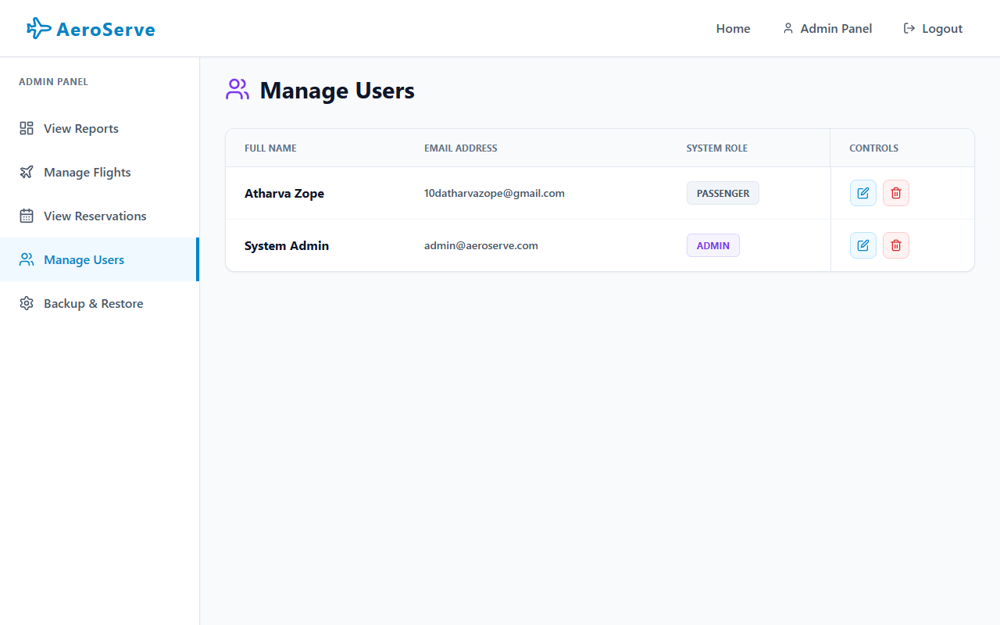 AeroServe
Home Admin Panel Logout
ADMIN PANEL
View Reports
Manage Flights
View Reservations
Manage Users
Backup & Restore
Manage Users
FULL NAME EMAIL ADDRESS SYSTEM ROLE CONTROLS
Atharva Zope 10datharvazope@gmail.com PASSENGER
System Admin admin@aeroserve.com ADMIN